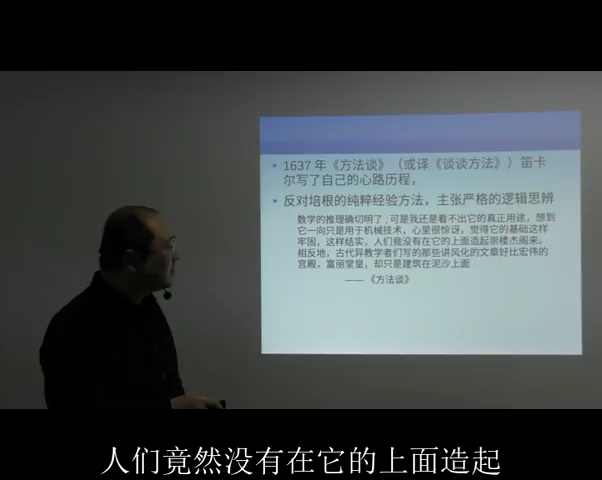 1637 年《方法谈》（或译《谈谈方法》）笛卡
尔写了自己的心路历程，
反对培根的纯粹经验方法，主张严格的逻辑思辨
数学的推理确切明了；可是我还是看不出它的真正用途，想到
它一向只是用于机械技术，心里很惊讶，觉得它的基础这样
牢固，这样结实，人们竟没有在它的上面造起崇楼杰阁来。
相反地，古代异教学者们写的那些讲风化的文章好比宏伟的
宫殿，富丽堂皇，却只是建筑在泥沙上面
—— 《方法谈》
人们竟然没有在它的上面造起